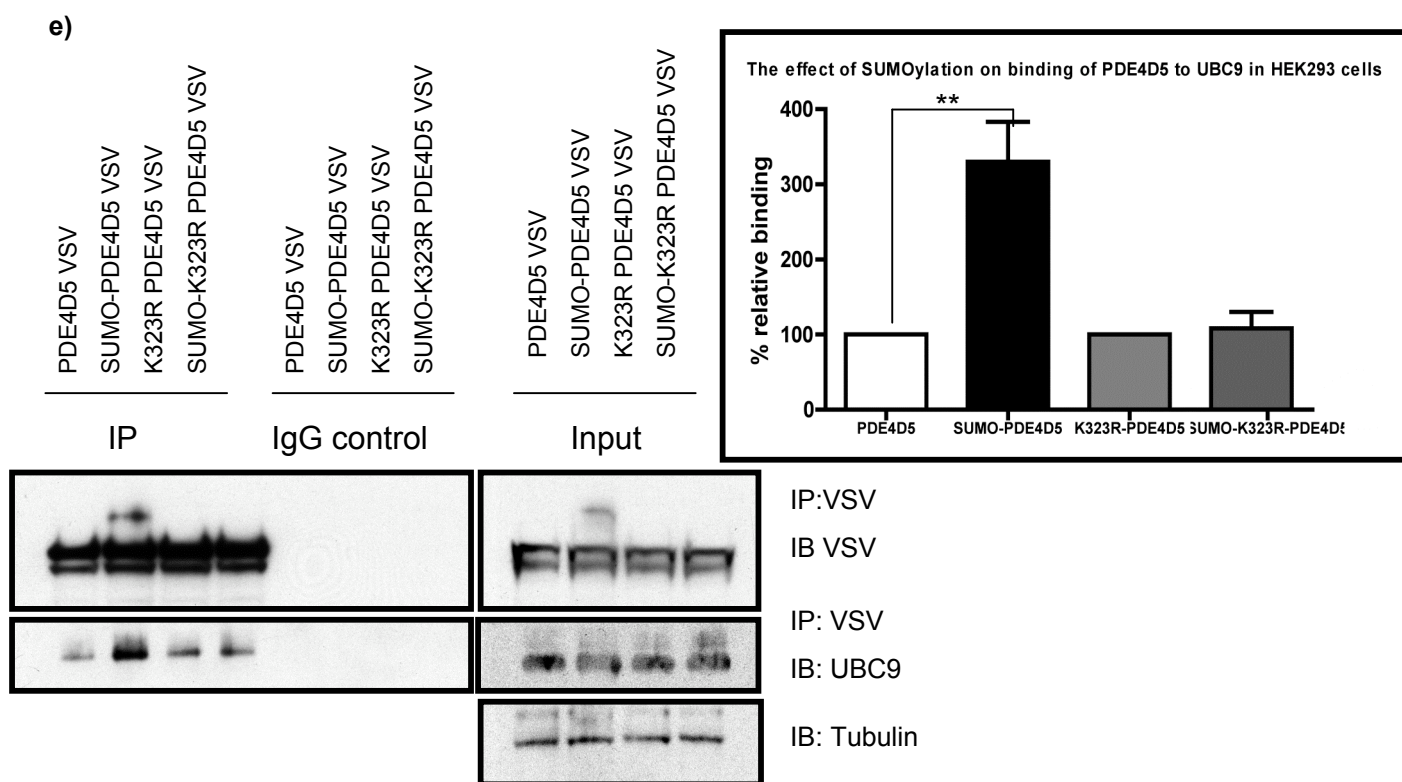 e)
PDE4D5 VSV
SUMO-PDE4D5 VSV
K323R PDE4D5 VSV
SUMO-K323R PDE4D5 VSV
PDE4D5 VSV
SUMO-PDE4D5 VSV
K323R PDE4D5 VSV
SUMO-K323R PDE4D5 VSV
PDE4D5 VSV
SUMO-PDE4D5 VSV
K323R PDE4D5 VSV
SUMO-K323R PDE4D5 VSV
IP
IgG control
Input
The effect of SUMOylation on binding of PDE4D5 to UBC9 in HEK293 cells
**
400
300
200
100
0
% relative binding
PDE4D5
SUMO-PDE4D5
K323R-PDE4D5
SUMO-K323R-PDE4D5
IP:VSV
IB VSV
IP: VSV
IB: UBC9
IB: Tubulin